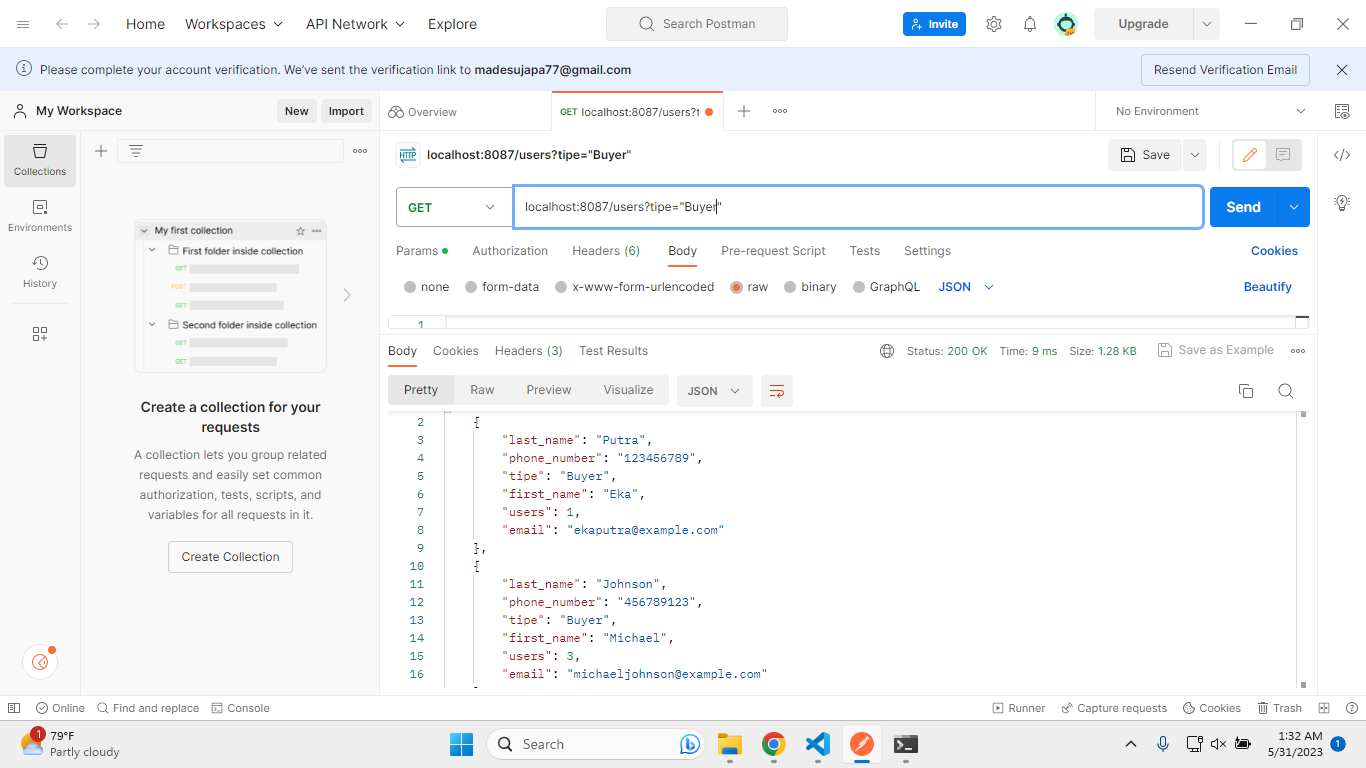 Home
Workspaces
API Network
Explore
Search Postman
Invite
Upgrade
Please complete your account verification. We've sent the verification link to madesujapa77@gmail.com
Resend Verification Email
My Workspace
New
Import
Overview
GET localhost:8087/users?t
No Environment
Collections
Environments
History
My first collection
First folder inside collection
GET
POST
GET
Second folder inside collection
GET
GET
Create a collection for your
requests
A collection lets you group related
requests and easily set common
authorization, tests, scripts, and
variables for all requests in it.
Create Collection
HTTP
localhost:8087/users?tipe="Buyer"
Save
GET
localhost:8087/users?tipe="Buyer"
Send
Params
Authorization
Headers (6)
Body
Pre-request Script
Tests
Settings
Cookies
none
form-data
x-www-form-urlencoded
raw
binary
GraphQL
JSON
Beautify
1
Body
Cookies
Headers (3)
Test Results
Status: 200 OK
Time: 9 ms
Size: 1.28 KB
Save as Example
Pretty
Raw
Preview
Visualize
JSON
2 {
3 "last_name": "Putra",
4 "phone_number": "123456789",
5 "tipe": "Buyer",
6 "first_name": "Eka",
7 "users": 1,
8 "email": "ekaputra@example.com"
9 },
10 {
11 "last_name": "Johnson",
12 "phone_number": "456789123",
13 "tipe": "Buyer",
14 "first_name": "Michael",
15 "users": 3,
16 "email": "michaeljohnson@example.com"
Online
Find and replace
Console
Runner
Capture requests
Cookies
Trash
1
79°F
Partly cloudy
Search
1:32 AM
5/31/2023
1